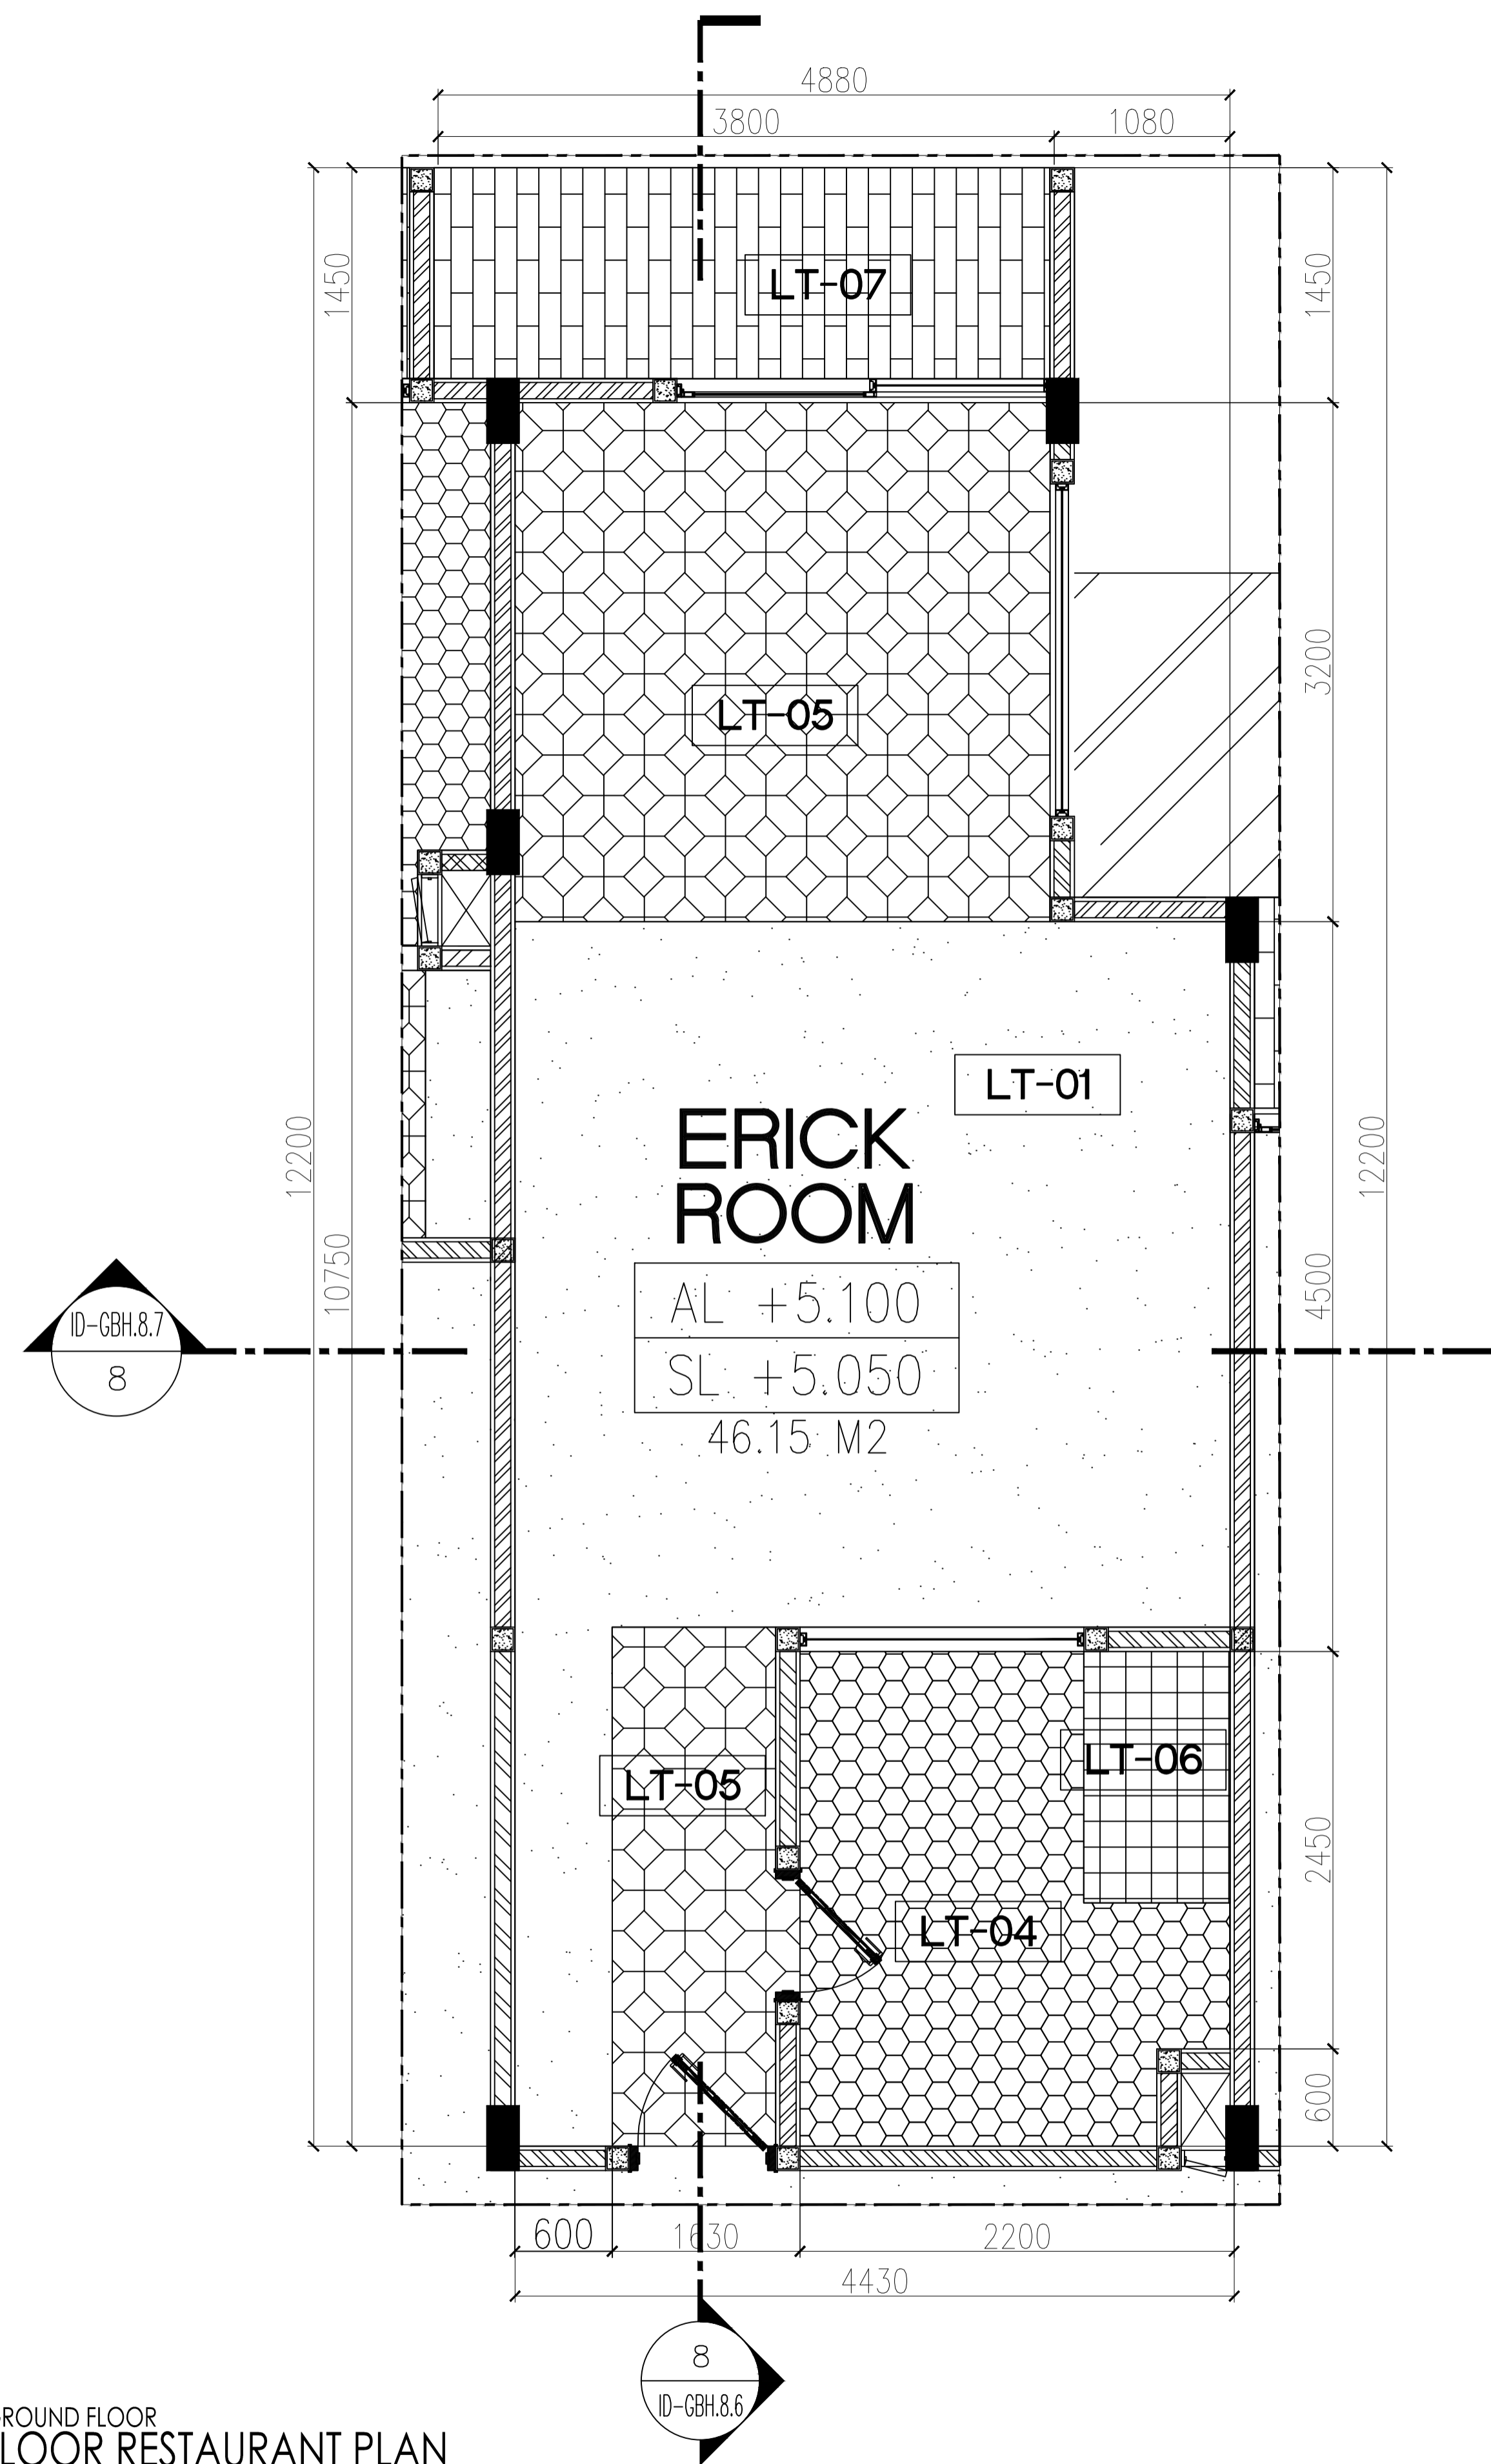 4880
3800
1080
1450
1450
LT-07
LT-05
3200
LT-01
ERICK
ROOM
12200
12200
10750
4500
AL +5.100
SL +5.050
46.15 M2
ID-GBH.8.7
8
LT-06
LT-05
2450
LT-04
600
600
1630
2200
4430
8
ID-GBH.8.6
ROUND FLOOR
LOOR RESTAURANT PLAN